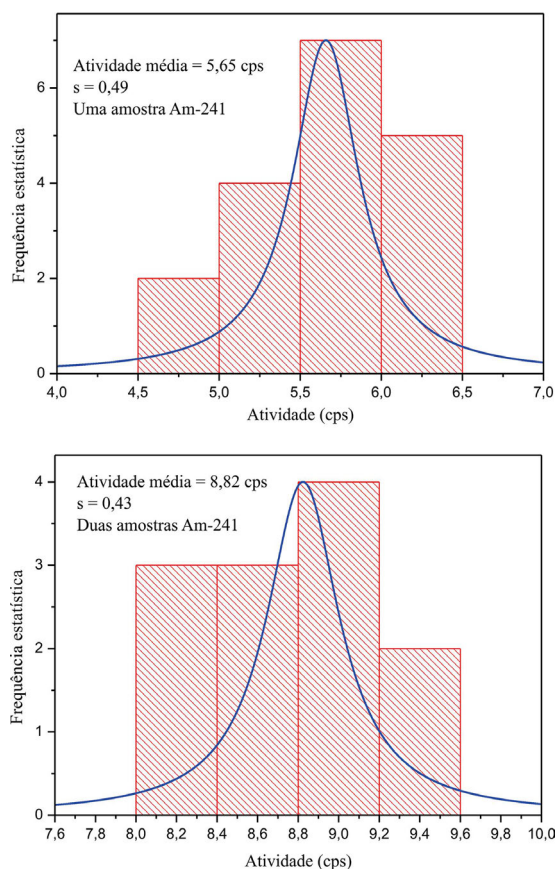 Atividade média = 5,65 cps
s = 0,49
Uma amostra Am-241
Frequência estatística
6
4
2
0
4,0 4,5 5,0 5,5 6,0 6,5 7,0
Atividade (cps)
Atividade média = 8,82 cps
s = 0,43
Duas amostras Am-241
Frequência estatística
4
3
2
1
0
7,6 7,8 8,0 8,2 8,4 8,6 8,8 9,0 9,2 9,4 9,6 10,0
Atividade (cps)